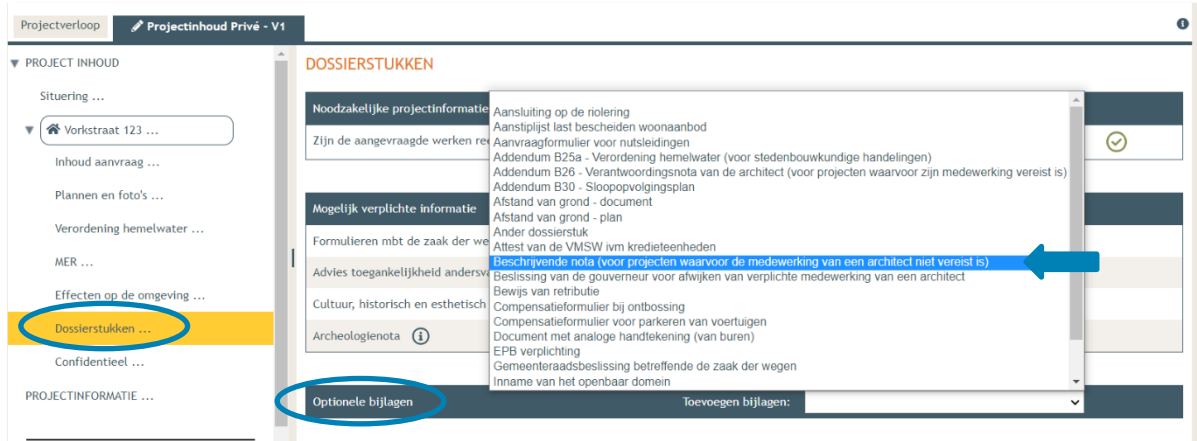 Projectverloop
Projectinhoud Privé - V1
PROJECT INHOUD
Situering ...
Vorkstraat 123 ...
Inhoud aanvraag ...
Plannen en foto's ...
Verordening hemelwater ...
MER ...
Effecten op de omgeving ...
Dossierstukken ...
Confidentieel ...
PROJECTINFORMATIE ...
DOSSIERSTUKKEN
Noodzakelijke projectinformatie
Zijn de aangevraagde werken
Mogelijk verplichte informatie
Formulieren mbt de zaak der
Advies toegankelijkheid
Cultuur, historisch en esthetisch
Archeologienota
Aansluiting op de riolering
Aanstiplijst last bescheiden woonaanbod
Aanvraagformulier voor nutsleidingen
Addendum B25a - Verordening hemelwater (voor stedenbouwkundige handelingen)
Addendum B26 - Verantwoordingsnota van de architect (voor projecten waarvoor zijn medewerking vereist is)
Addendum B30 - Sloopopvolgingsplan
Afstand van grond - document
Afstand van grond - plan
Ander dossierstuk
Attest van de VMSW ivm kredieteenheden
Beschrijvende nota (voor projecten waarvoor de medewerking van een architect niet vereist is)
Beslissing van de gouverneur voor afwijken van verplichte medewerking van een architect
Bewijs van retributie
Compensatieformulier bij ontbossing
Compensatieformulier voor parkeren van voertuigen
Document met analoge handtekening (van buren)
EPB verplichting
Gemeenteraadsbeslissing betreffende de zaak der wegen
Inname van het openbaar domein
Optionele bijlagen
Toevoegen bijlagen: